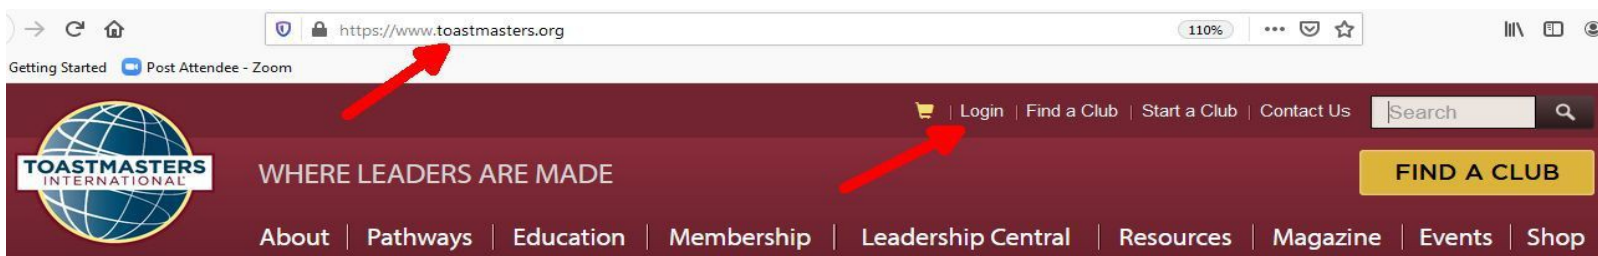 https://www.toastmasters.org 110%
Getting Started Post Attendee - Zoom
| Login | Find a Club | Start a Club | Contact Us Search
TOASTMASTERS
INTERNATIONAL
WHERE LEADERS ARE MADE
FIND A CLUB
About | Pathways | Education | Membership | Leadership Central | Resources | Magazine | Events | Shop